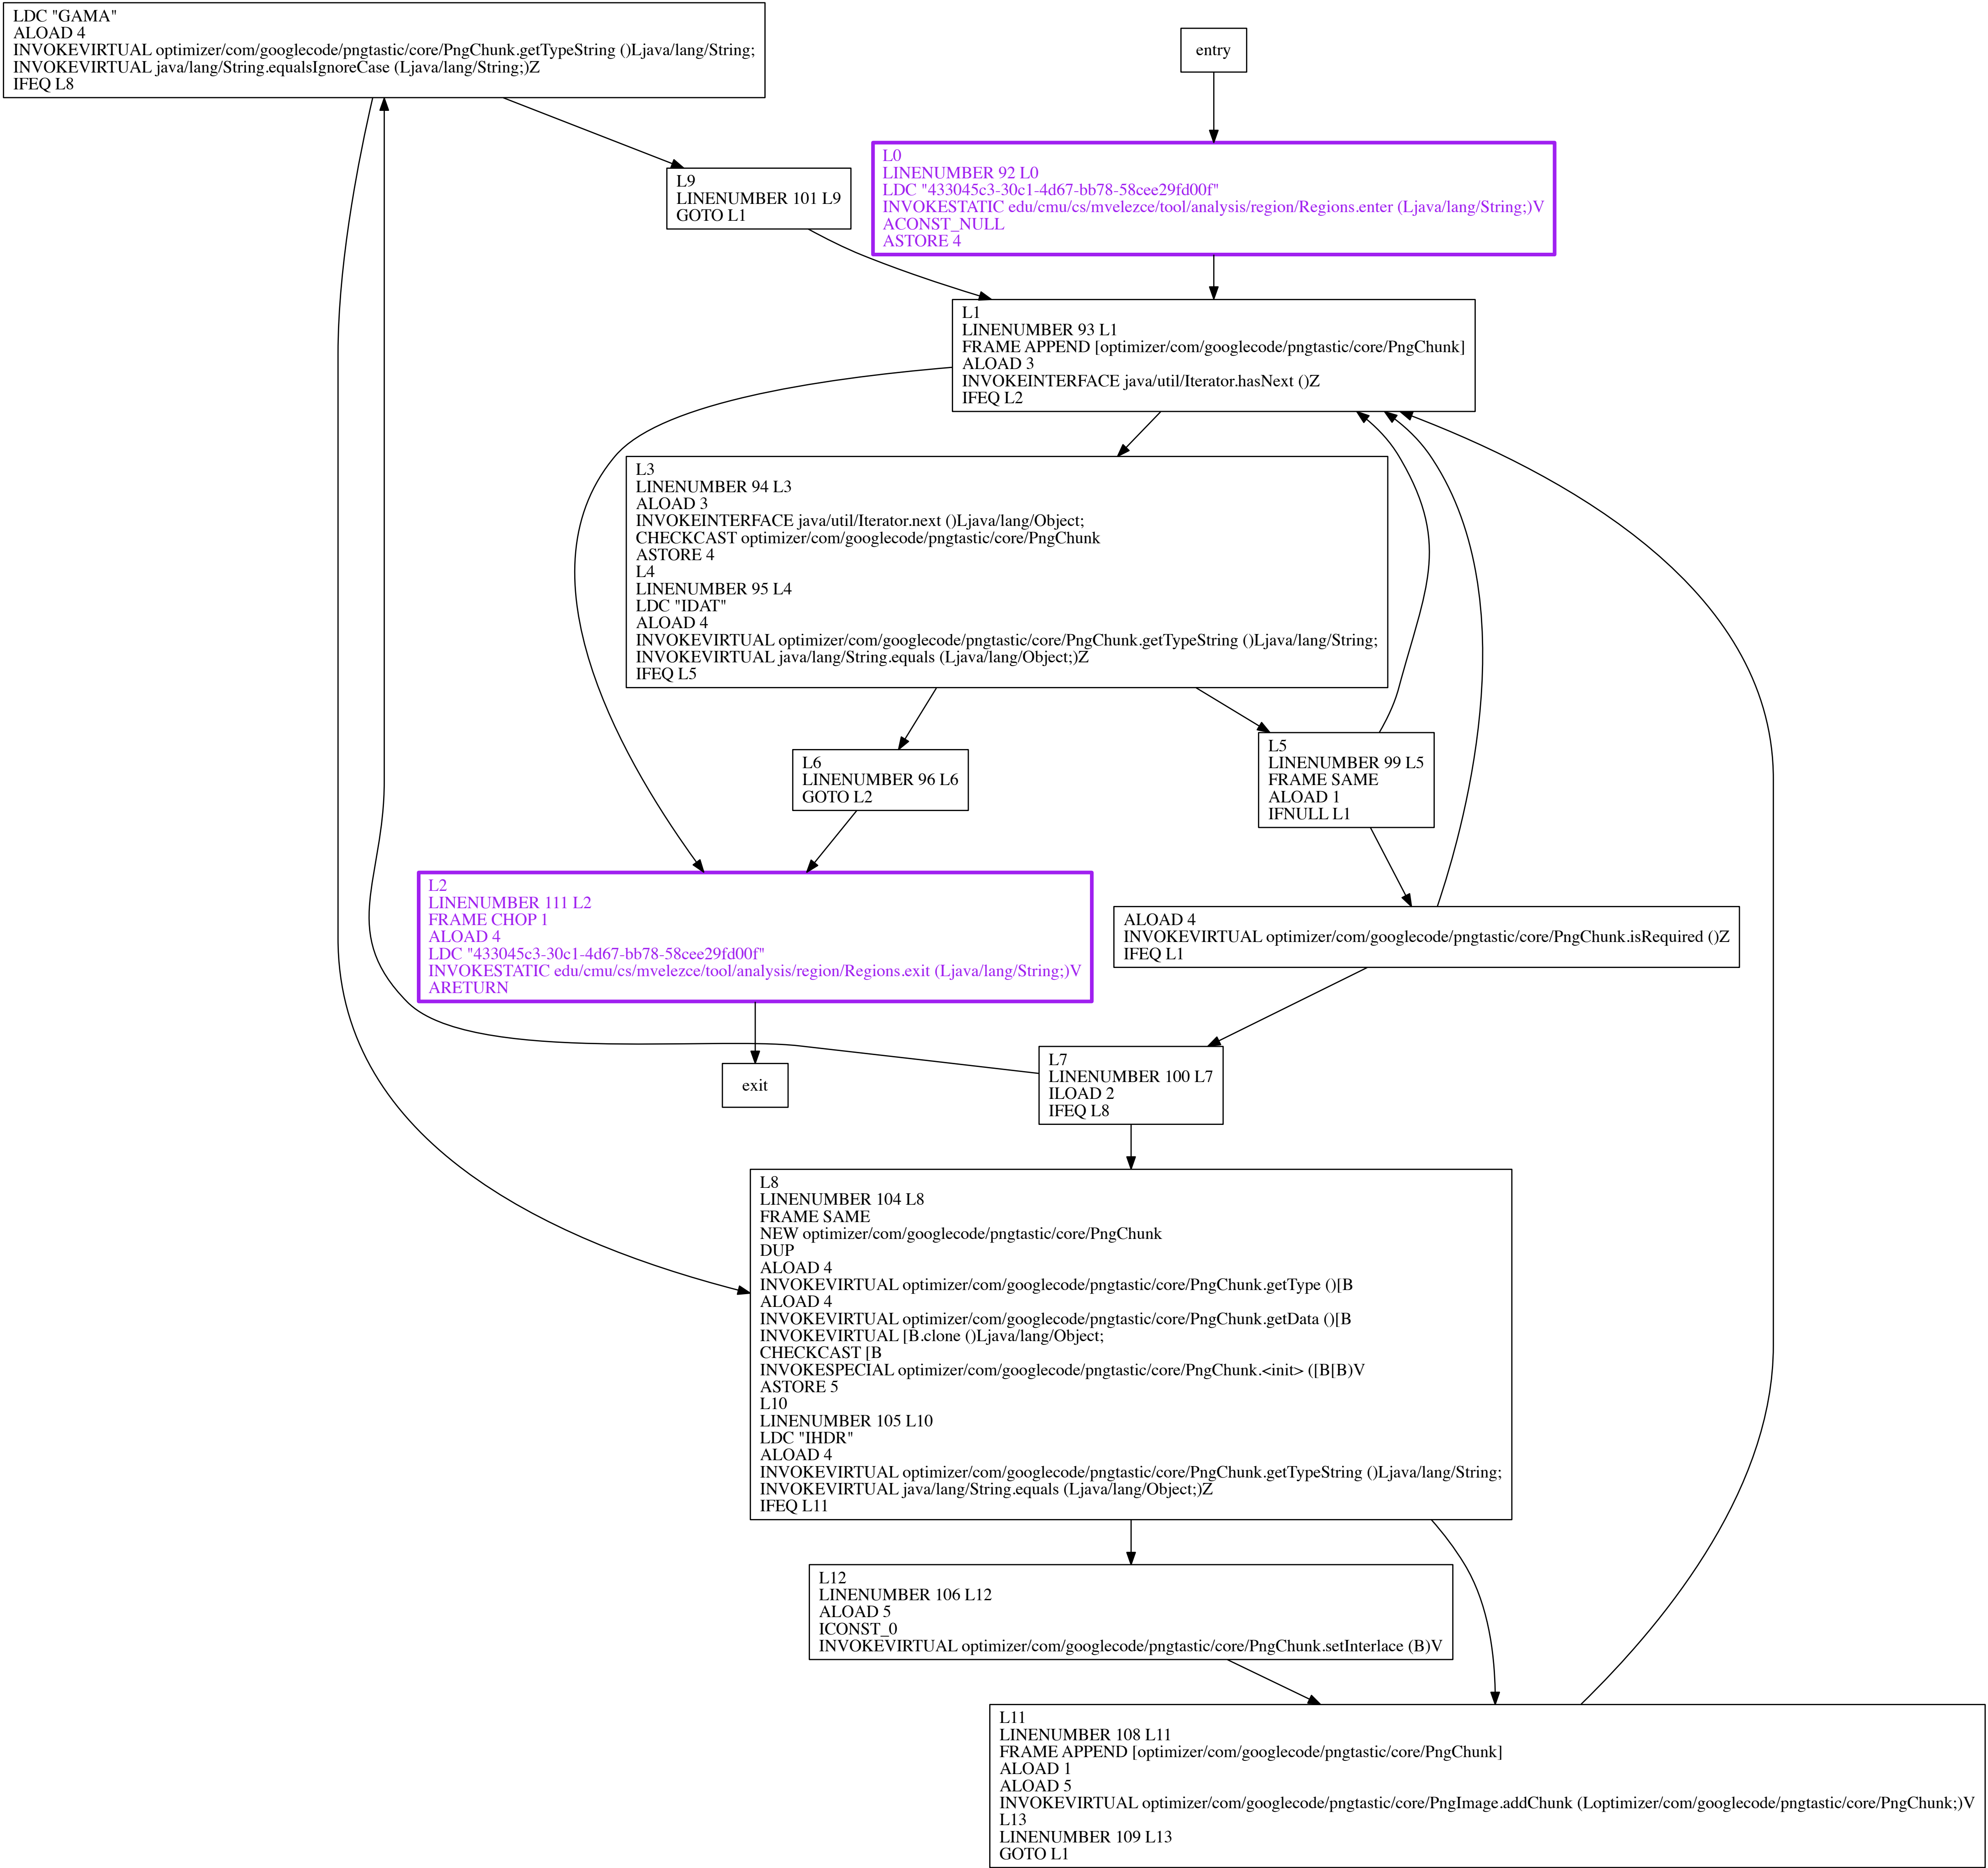 LDC "GAMA"
ALOAD 4
INVOKEVIRTUAL optimizer/com/googlecode/pngtastic/core/PngChunk.getTypeString ()Ljava/lang/String;
INVOKEVIRTUAL java/lang/String.equalsIgnoreCase (Ljava/lang/String;)Z
IFEQ L8
entry
L9
LINENUMBER 101 L9
GOTO L1
L0
LINENUMBER 92 L0
LDC "433045c3-30c1-4d67-bb78-58cee29fd00f"
INVOKESTATIC edu/cmu/cs/mvelezce/tool/analysis/region/Regions.enter (Ljava/lang/String;)V
ACONST_NULL
ASTORE 4
L1
LINENUMBER 93 L1
FRAME APPEND [optimizer/com/googlecode/pngtastic/core/PngChunk]
ALOAD 3
INVOKEINTERFACE java/util/Iterator.hasNext ()Z
IFEQ L2
L3
LINENUMBER 94 L3
ALOAD 3
INVOKEINTERFACE java/util/Iterator.next ()Ljava/lang/Object;
CHECKCAST optimizer/com/googlecode/pngtastic/core/PngChunk
ASTORE 4
L4
LINENUMBER 95 L4
LDC "IDAT"
ALOAD 4
INVOKEVIRTUAL optimizer/com/googlecode/pngtastic/core/PngChunk.getTypeString ()Ljava/lang/String;
INVOKEVIRTUAL java/lang/String.equals (Ljava/lang/Object;)Z
IFEQ L5
L6
LINENUMBER 96 L6
GOTO L2
L5
LINENUMBER 99 L5
FRAME SAME
ALOAD 1
IFNULL L1
L2
LINENUMBER 111 L2
FRAME CHOP 1
ALOAD 4
LDC "433045c3-30c1-4d67-bb78-58cee29fd00f"
INVOKESTATIC edu/cmu/cs/mvelezce/tool/analysis/region/Regions.exit (Ljava/lang/String;)V
ARETURN
ALOAD 4
INVOKEVIRTUAL optimizer/com/googlecode/pngtastic/core/PngChunk.isRequired ()Z
IFEQ L1
exit
L7
LINENUMBER 100 L7
ILOAD 2
IFEQ L8
L8
LINENUMBER 104 L8
FRAME SAME
NEW optimizer/com/googlecode/pngtastic/core/PngChunk
DUP
ALOAD 4
INVOKEVIRTUAL optimizer/com/googlecode/pngtastic/core/PngChunk.getType ()[B
ALOAD 4
INVOKEVIRTUAL optimizer/com/googlecode/pngtastic/core/PngChunk.getData ()[B
INVOKEVIRTUAL [B.clone ()Ljava/lang/Object;
CHECKCAST [B
INVOKESPECIAL optimizer/com/googlecode/pngtastic/core/PngChunk.<init> ([B[B)V
ASTORE 5
L10
LINENUMBER 105 L10
LDC "IHDR"
ALOAD 4
INVOKEVIRTUAL optimizer/com/googlecode/pngtastic/core/PngChunk.getTypeString ()Ljava/lang/String;
INVOKEVIRTUAL java/lang/String.equals (Ljava/lang/Object;)Z
IFEQ L11
L12
LINENUMBER 106 L12
ALOAD 5
ICONST_0
INVOKEVIRTUAL optimizer/com/googlecode/pngtastic/core/PngChunk.setInterlace (B)V
L11
LINENUMBER 108 L11
FRAME APPEND [optimizer/com/googlecode/pngtastic/core/PngChunk]
ALOAD 1
ALOAD 5
INVOKEVIRTUAL optimizer/com/googlecode/pngtastic/core/PngImage.addChunk (Loptimizer/com/googlecode/pngtastic/core/PngChunk;)V
L13
LINENUMBER 109 L13
GOTO L1